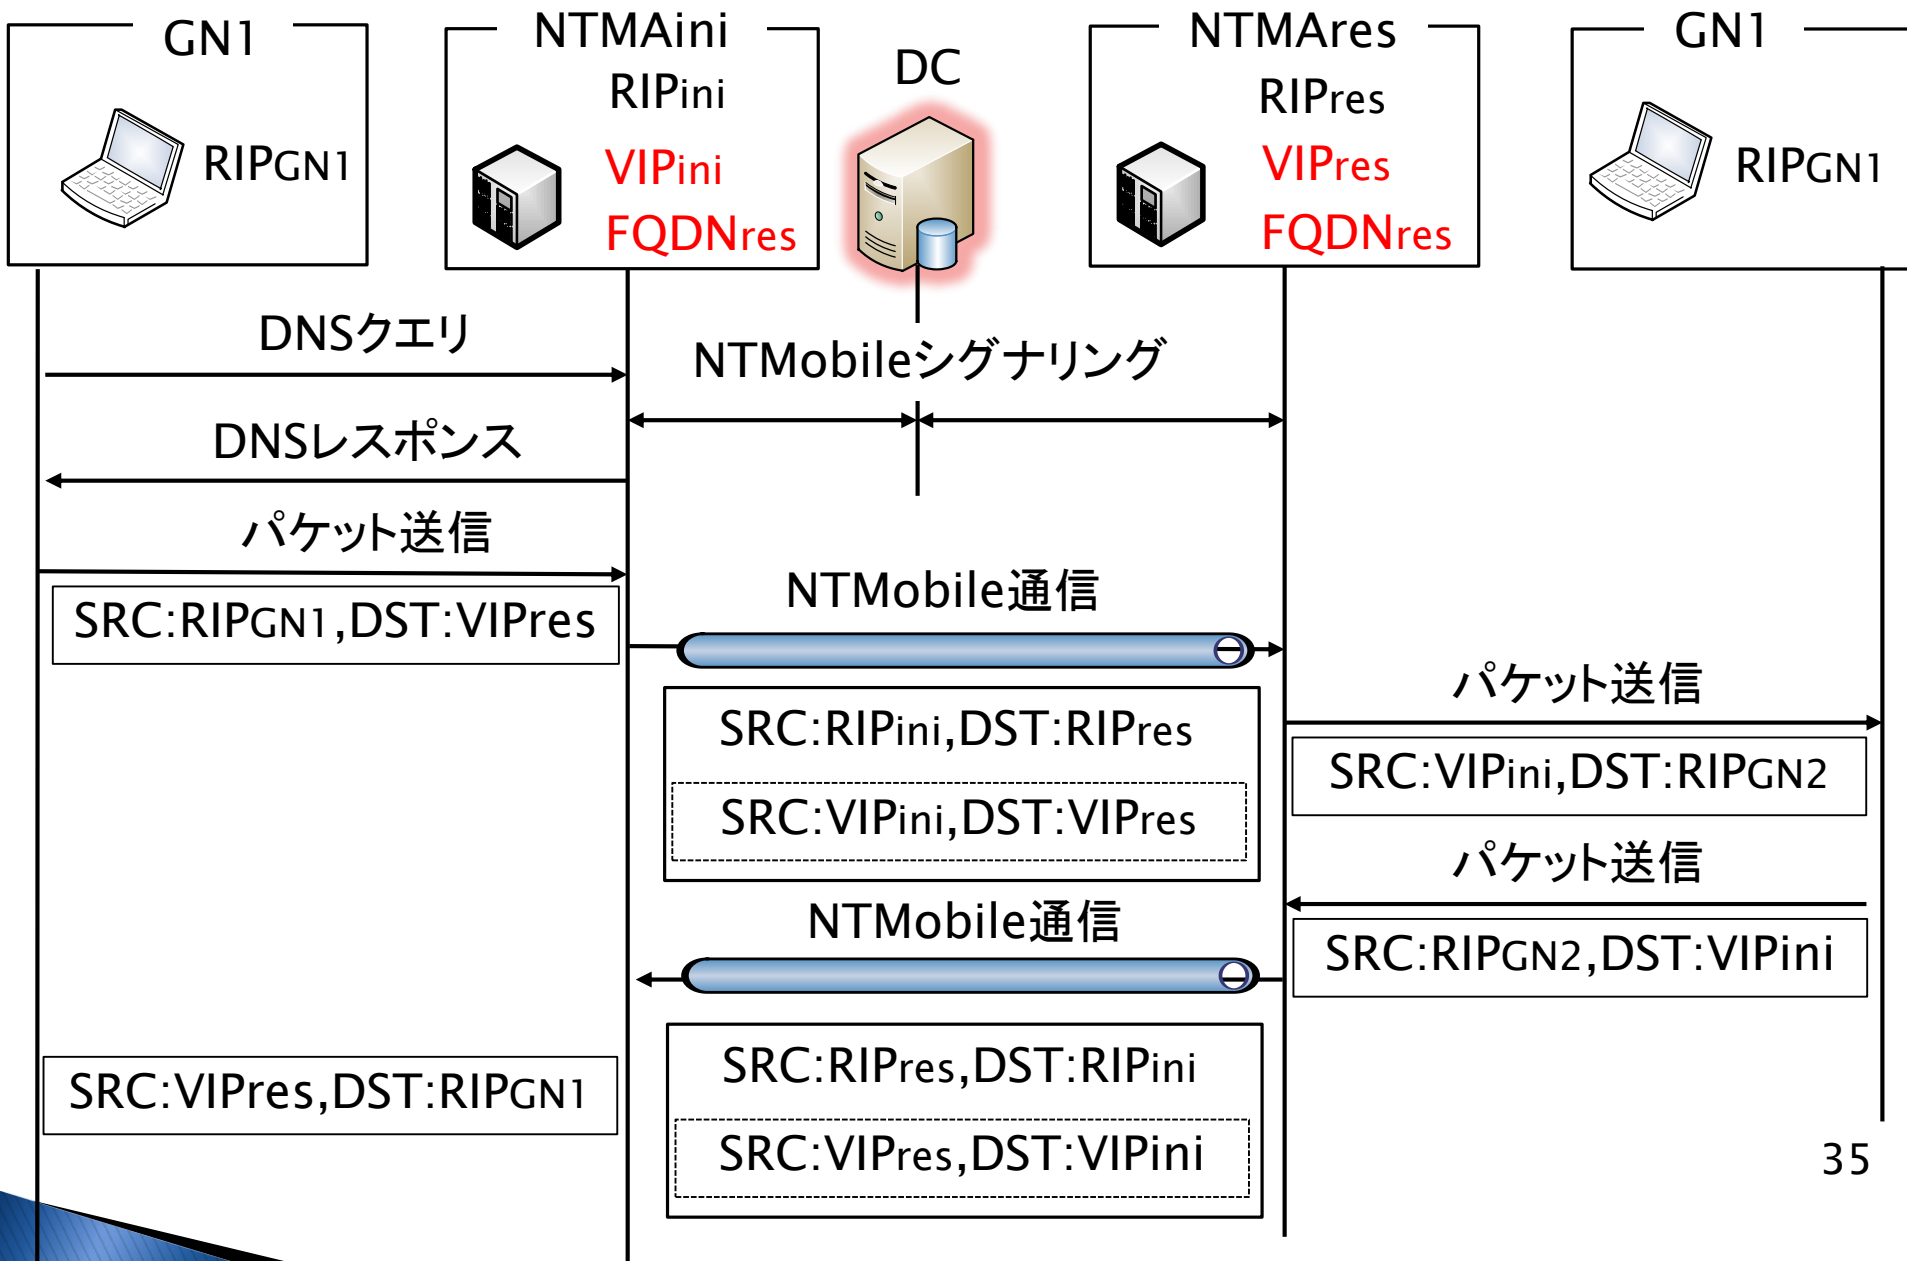 GN1
RIPGN1
NTMAini
RIPini
VIPini
FQDNres
DC
NTMAres
RIPres
VIPres
FQDNres
GN1
RIPGN1
DNSクエリ
NTMobileシグナリング
DNSレスポンス
パケット送信
SRC:RIPGN1,DST:VIPres
NTMobile通信
SRC:RIPini,DST:RIPres
SRC:VIPini,DST:VIPres
パケット送信
SRC:VIPini,DST:RIPGN2
パケット送信
SRC:RIPGN2,DST:VIPini
NTMobile通信
SRC:RIPres,DST:RIPini
SRC:VIPres,DST:VIPini
SRC:VIPres,DST:RIPGN1
35